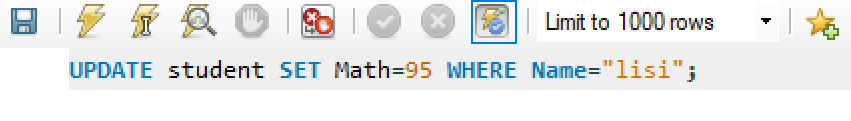 Limit to 1000 rows
UPDATE student SET Math=95 WHERE Name="lisi";